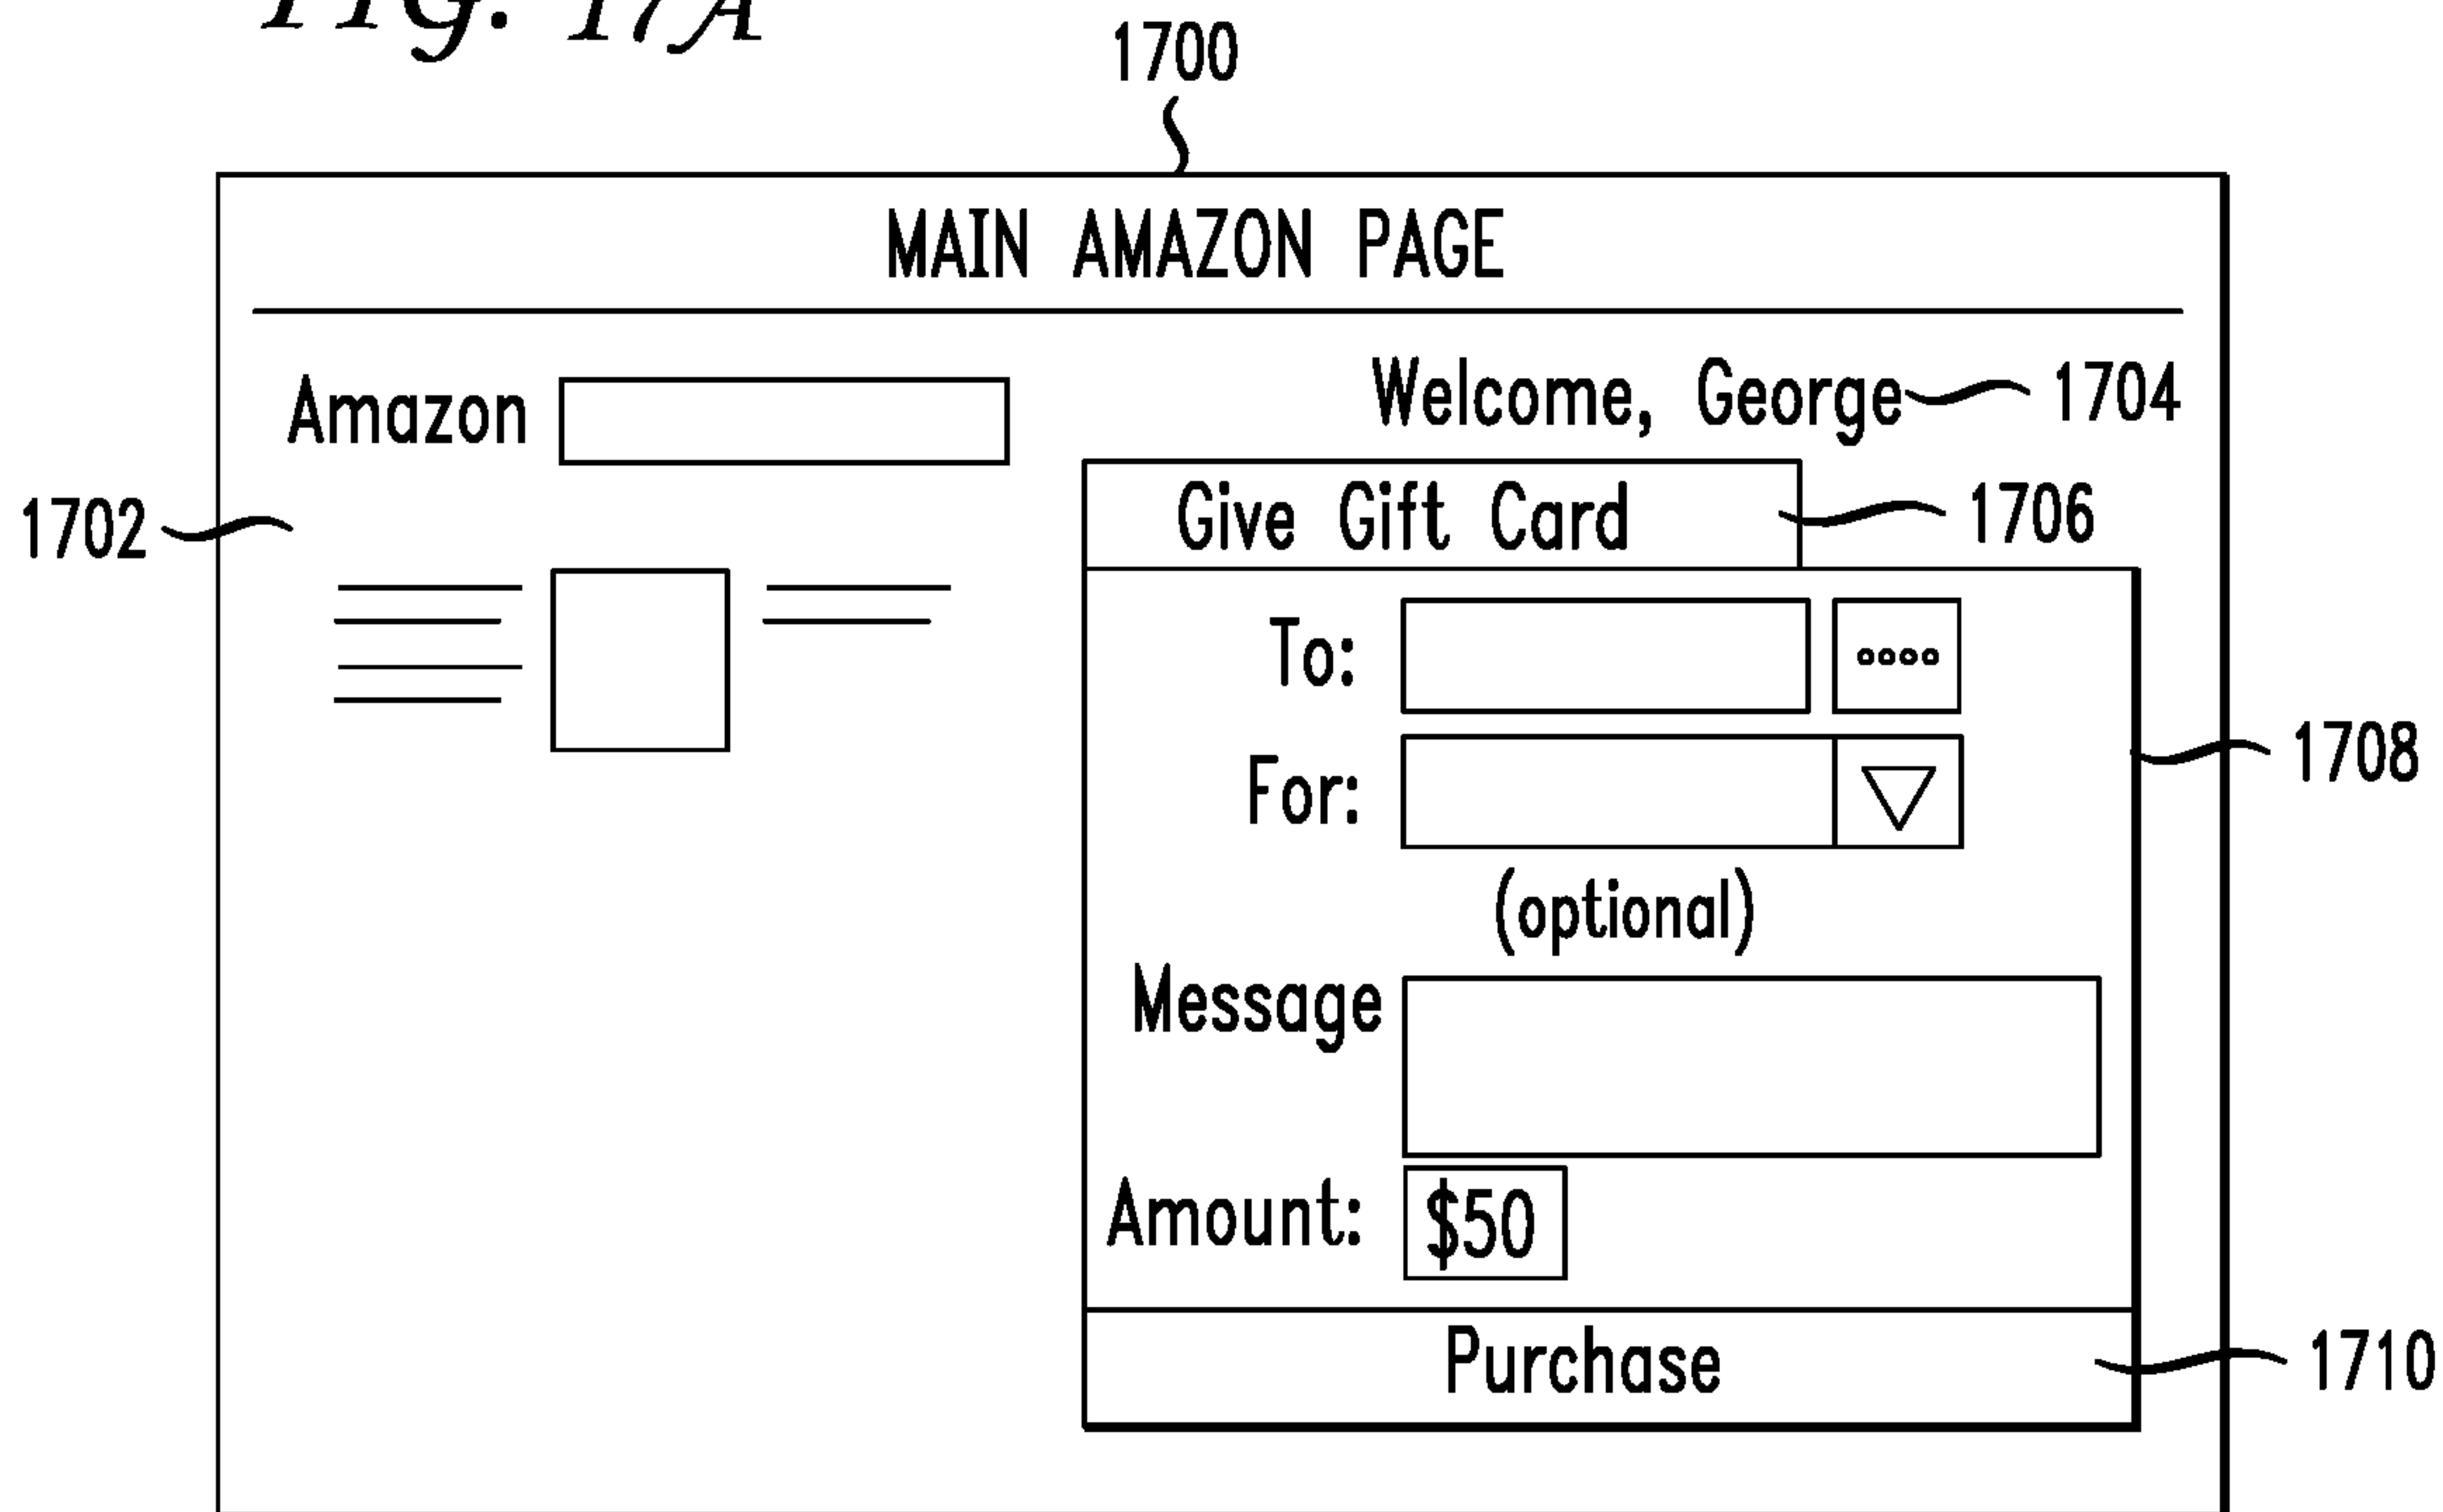 FIG. 17A
1700
MAIN AMAZON PAGE
Amazon
Welcome, George 1704
1702
Give Gift Card 1706
To:
For:
1708
(optional)
Message
Amount: $50
Purchase 1710